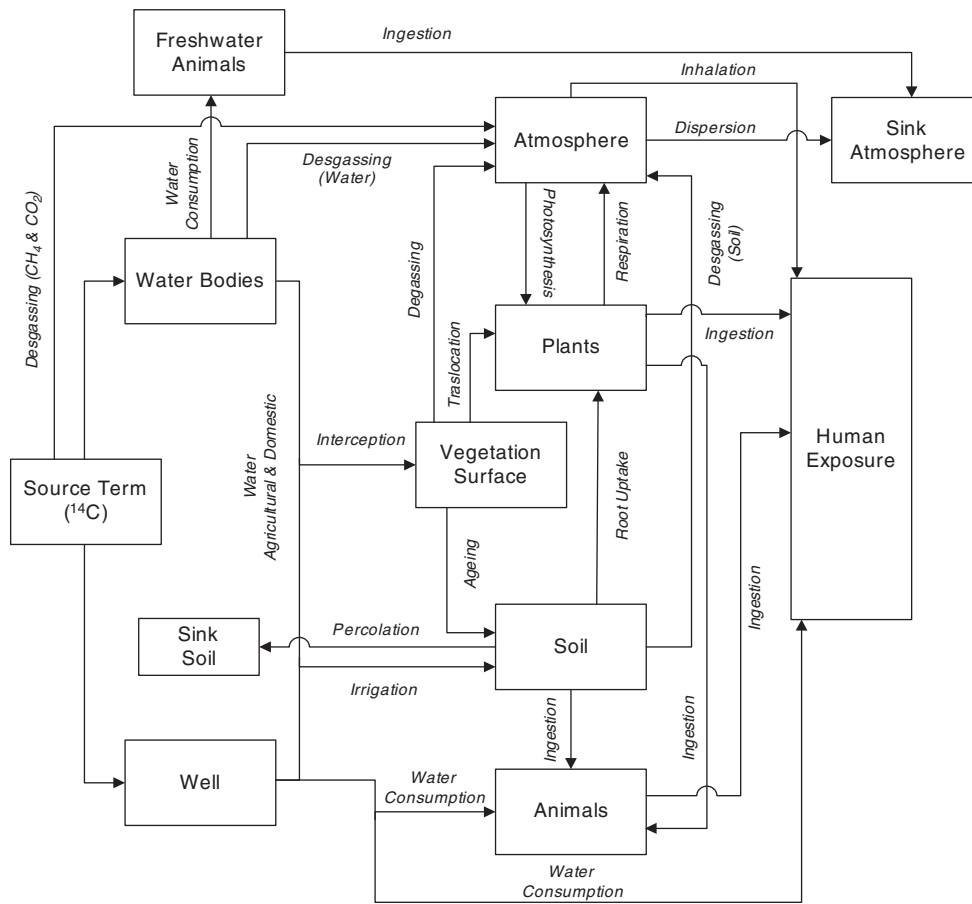 Freshwater
Animals
Ingestion
Inhalation
Atmosphere
Dispersion
Sink
Atmosphere
Water
Consumption
Desgassing
(Water)
Desgassing (CH₄ & CO₂)
Water Bodies
Degassing
Photosynthesis
Respiration
Desgassing
(Soil)
Traslocation
Plants
Ingestion
Human
Exposure
Source Term
(¹⁴C)
Water
Agricultural & Domestic
Interception
Vegetation
Surface
Root Uptake
Ageing
Sink
Soil
Percolation
Soil
Irrigation
Ingestion
Ingestion
Ingestion
Well
Water
Consumption
Animals
Water
Consumption